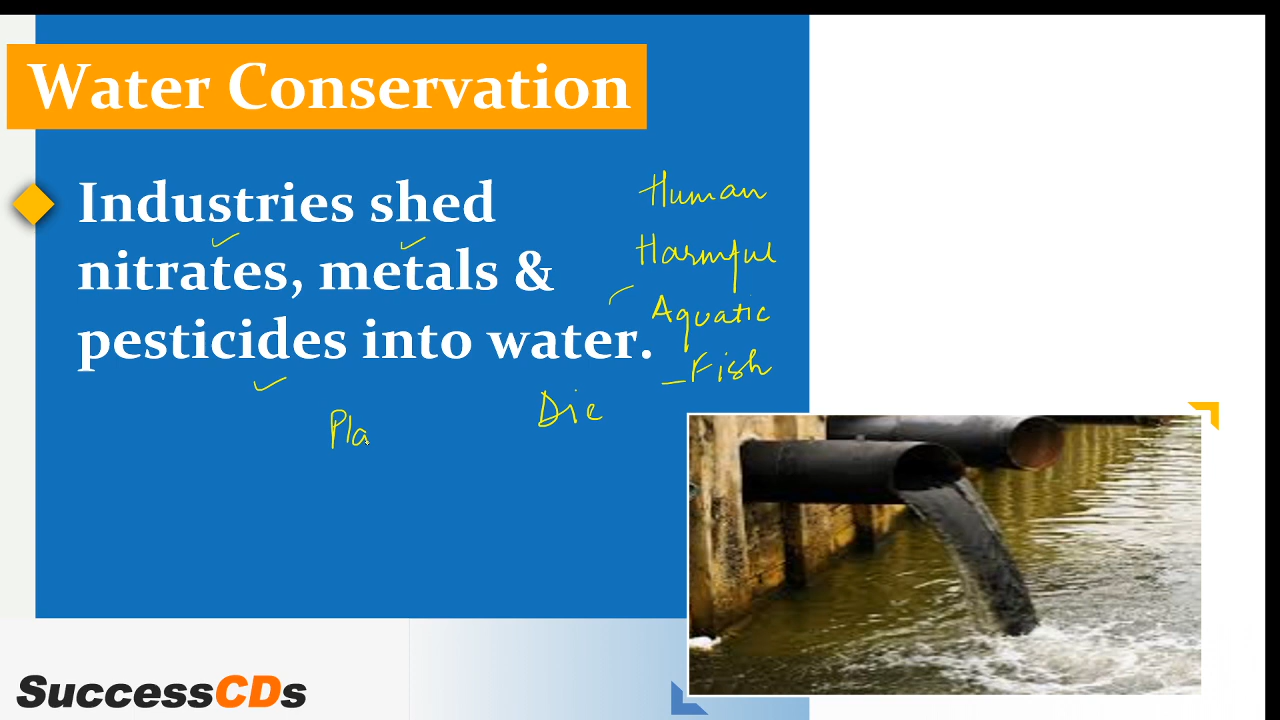 Water Conservation
Industries shed
nitrates, metals &
pesticides into water.
Human
Harmful
Aquatic
- Fish
Die
Pla
SuccessCDs